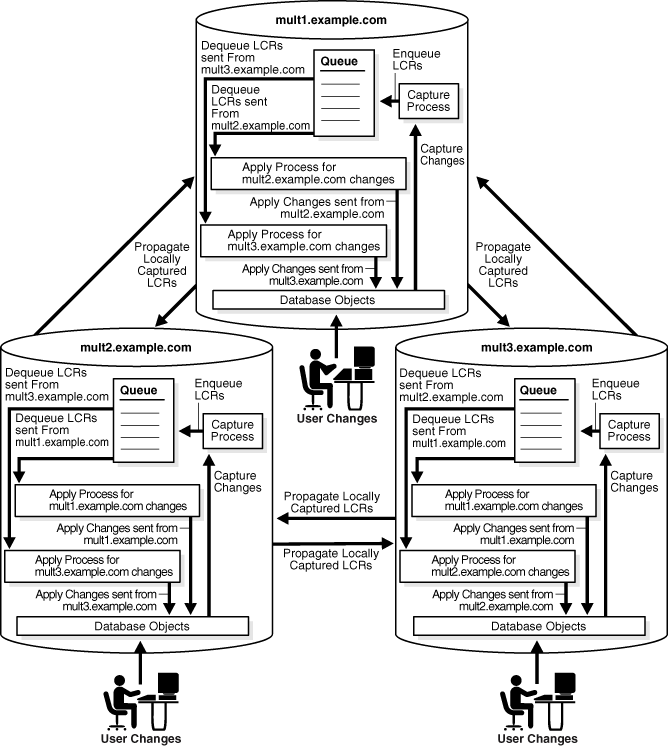 mult1.example.com
Dequeue LCRs
sent From
mult3.example.com
Queue
Enqueue
LCRs
Dequeue
LCRs sent
From
mult2.example.com
Capture
Process
Capture
Changes
Apply Process for
mult2.example.com changes
Apply Changes sent from
mult2.example.com
Apply Process for
mult3.example.com changes
Apply Changes sent from
mult3.example.com
Database Objects
Propagate
Locally
Captured
LCRs
Propagate
Locally
Captured
LCRs
User Changes
mult2.example.com
Dequeue LCRs
sent From
mult3.example.com
Queue
Enqueue
LCRs
Dequeue LCRs
sent From
mult1.example.com
Capture
Process
Capture
Changes
Apply Process for
mult1.example.com changes
Apply Changes sent from
mult1.example.com
Apply Process for
mult3.example.com changes
Apply Changes sent from
mult3.example.com
Database Objects
User Changes
Propagate Locally
Captured LCRs
Propagate Locally
Captured LCRs
mult3.example.com
Dequeue LCRs
sent From
mult2.example.com
Queue
Enqueue
LCRs
Dequeue LCRs
sent From
mult1.example.com
Capture
Process
Capture
Changes
Apply Process for
mult1.example.com changes
Apply Changes sent from
mult1.example.com
Apply Process for
mult2.example.com changes
Apply Changes sent from
mult2.example.com
Database Objects
User Changes